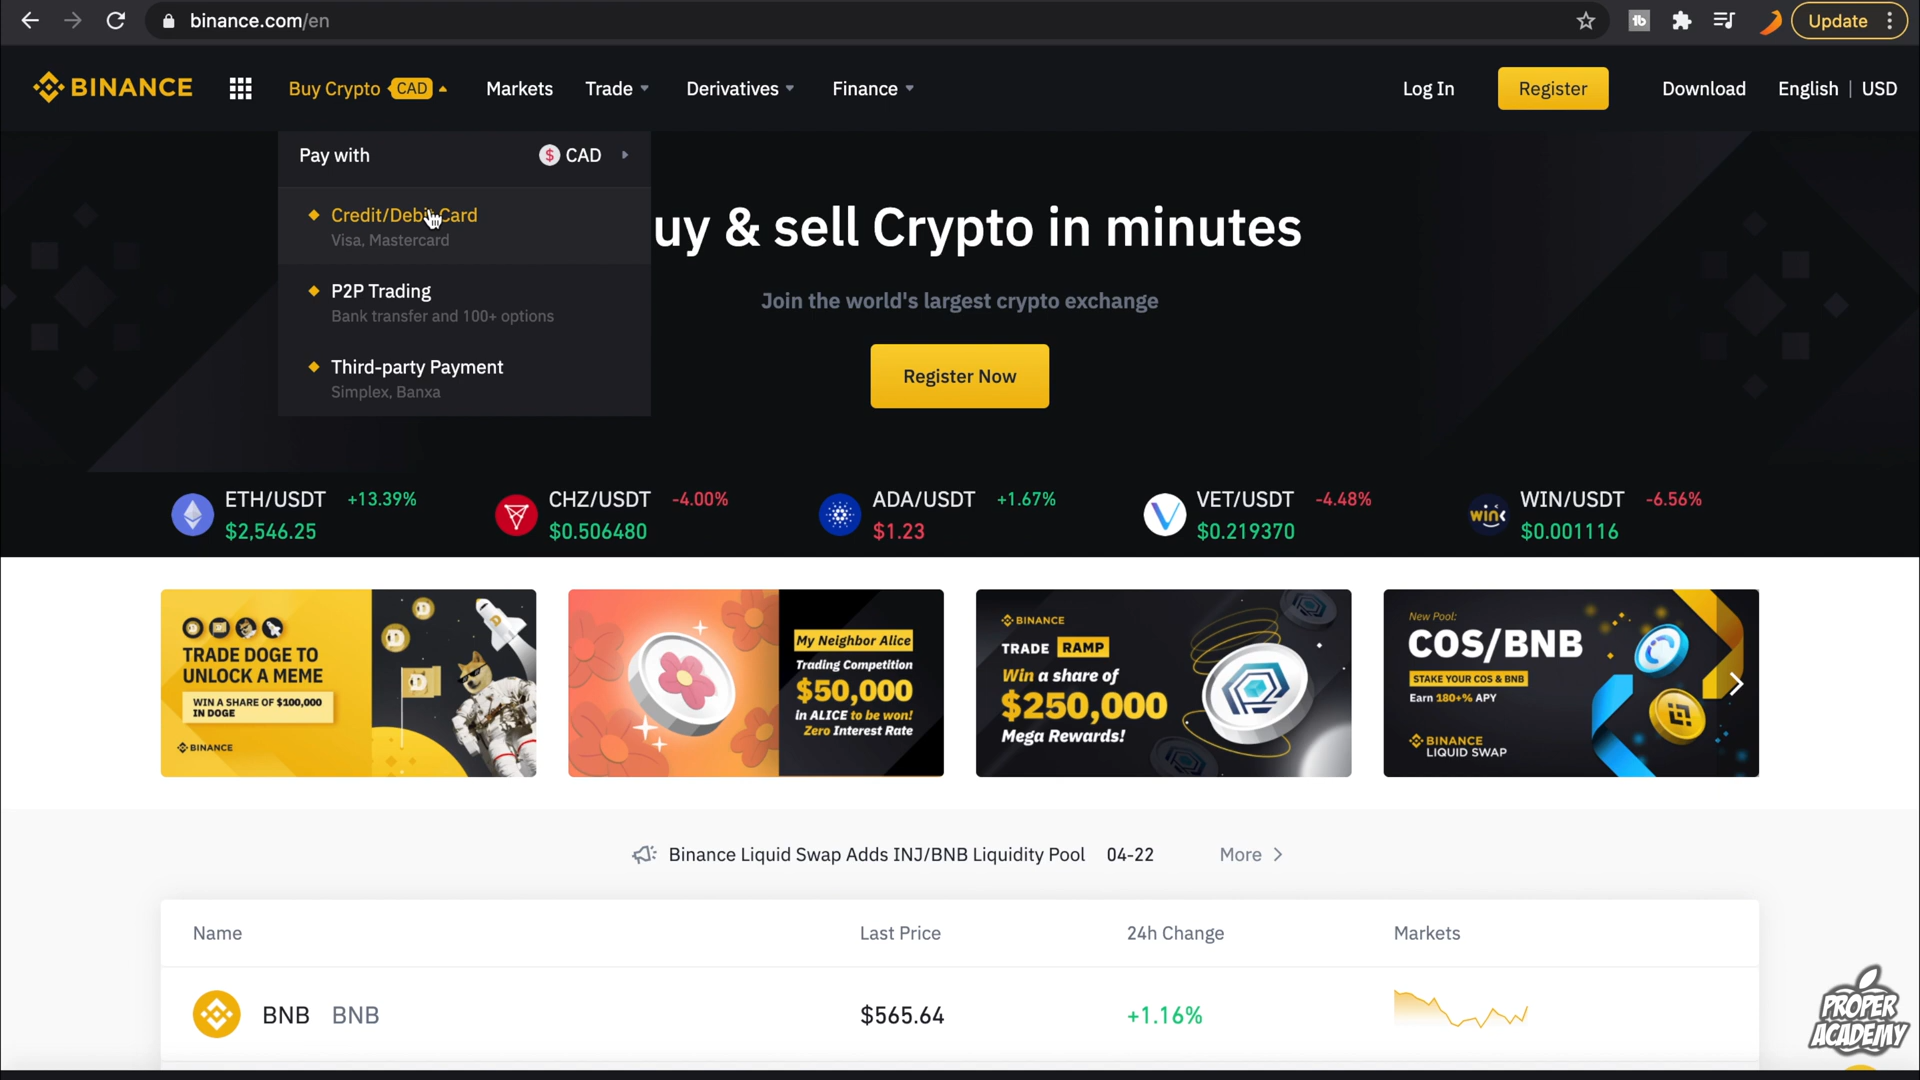 binance.com/en
Update
BINANCE
Buy Crypto CAD
Markets
Trade
Derivatives
Finance
Log In
Register
Download
English | USD
Pay with
$ CAD
Credit/Debit Card
Visa, Mastercard
P2P Trading
Bank transfer and 100+ options
Third-party Payment
Simplex, Banxa
uy & sell Crypto in minutes
Join the world's largest crypto exchange
Register Now
ETH/USDT +13.39%
$2,546.25
CHZ/USDT -4.00%
$0.506480
ADA/USDT +1.67%
$1.23
VET/USDT -4.48%
$0.219370
WIN/USDT -6.56%
$0.001116
TRADE DOGE TO
UNLOCK A MEME
WIN A SHARE OF $100,000
IN DOGE
BINANCE
My Neighbor Alice
Trading Competition
$50,000
in ALICE to be won!
Zero Interest Rate
BINANCE
TRADE RAMP
Win a share of
$250,000
Mega Rewards!
New Pool:
COS/BNB
STAKE YOUR COS & BNB
Earn 180+% APY
BINANCE
LIQUID SWAP
Binance Liquid Swap Adds INJ/BNB Liquidity Pool 04-22
More
Name
Last Price
24h Change
Markets
BNB BNB
$565.64
+1.16%
PROPER
ACADEMY